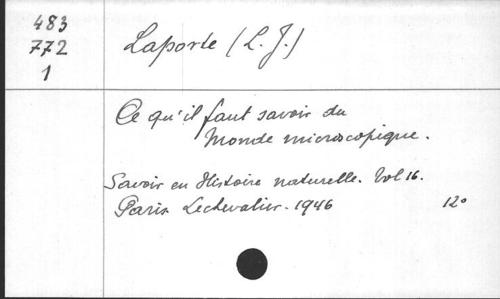 483
772
1
Laporte (L. J.)
Ce qu'il faut savoir du
Monde microscopique.
Savoir en Histoire naturelle. Vol 16.
Paris Lechevalier. 1946
12°